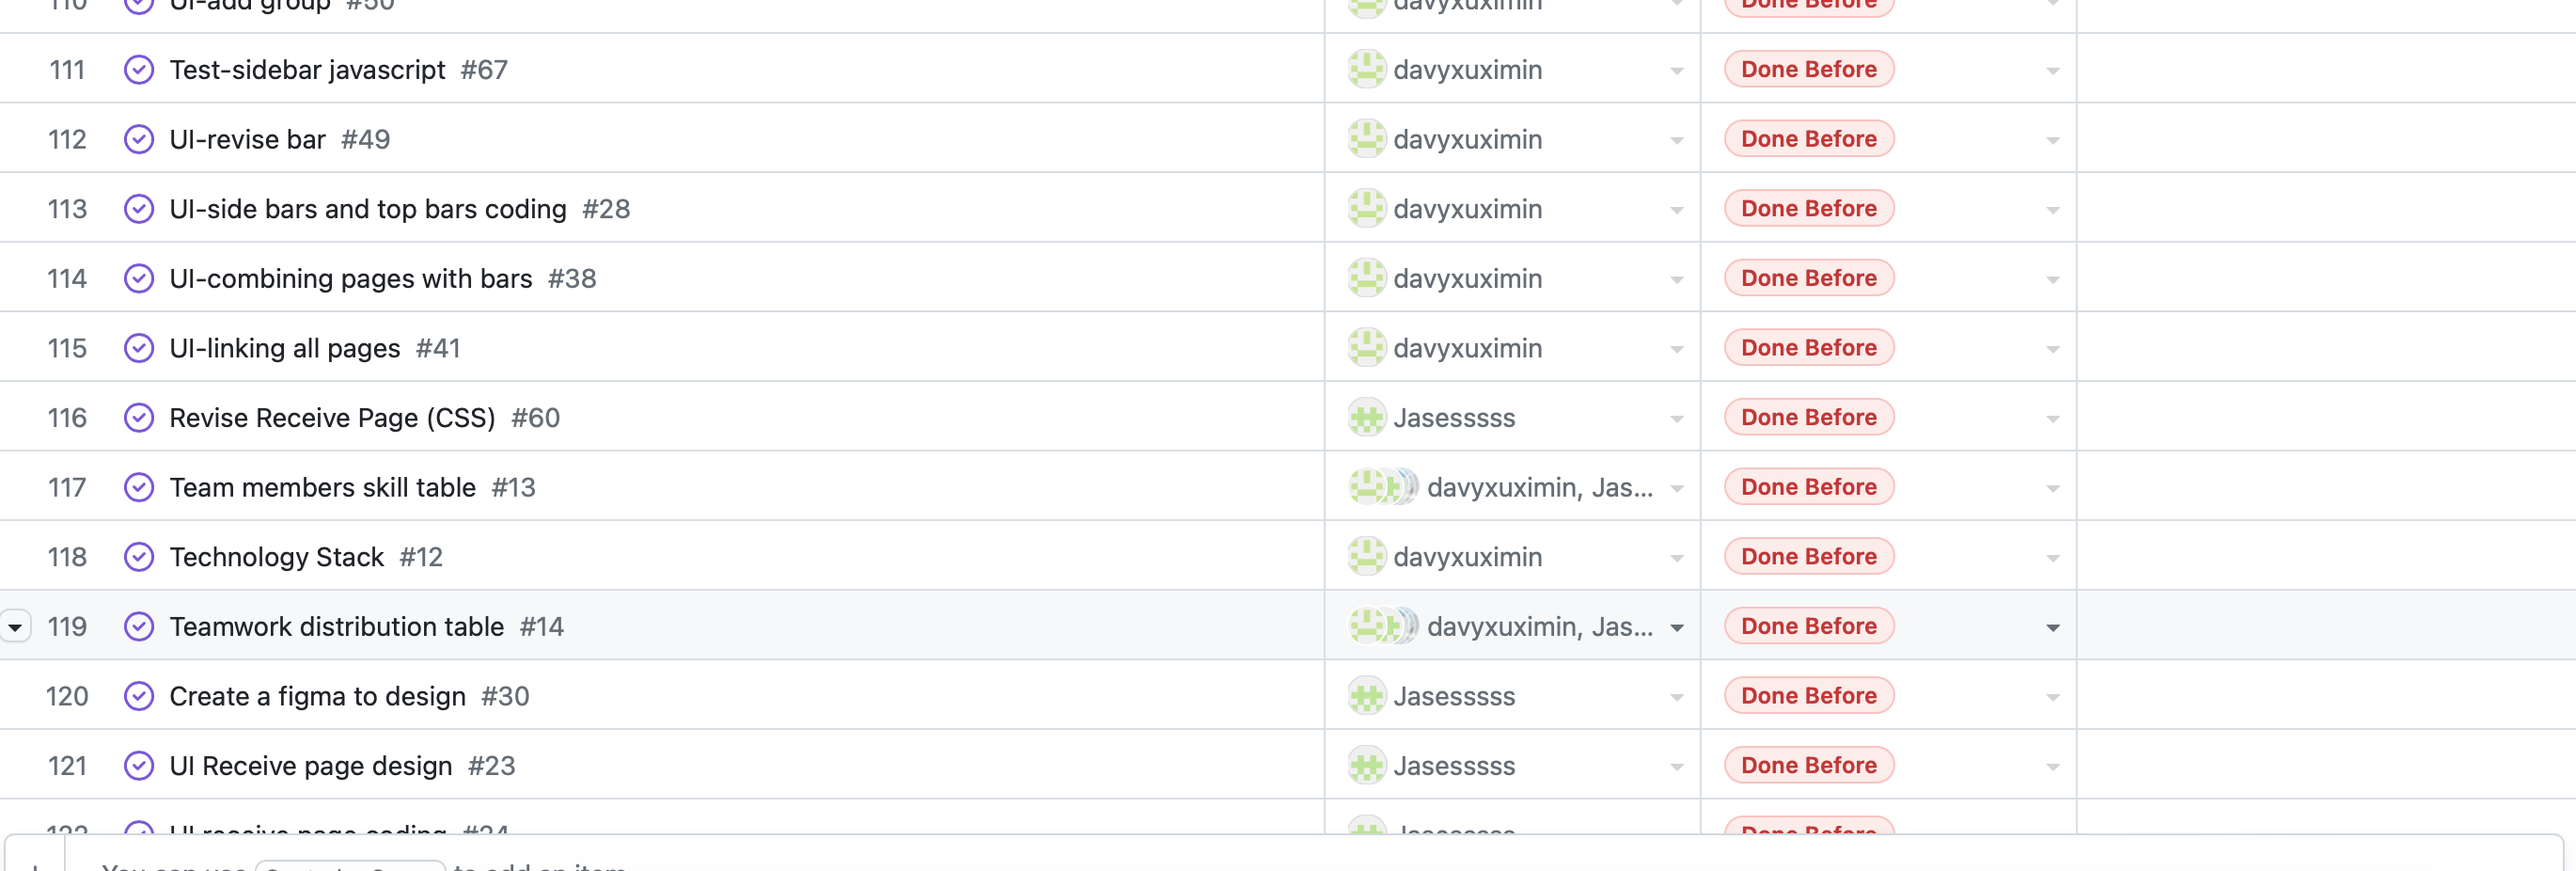 110 UI-add group #50 davyxuximin Done Before
111 Test-sidebar javascript #67 davyxuximin Done Before
112 UI-revise bar #49 davyxuximin Done Before
113 UI-side bars and top bars coding #28 davyxuximin Done Before
114 UI-combining pages with bars #38 davyxuximin Done Before
115 UI-linking all pages #41 davyxuximin Done Before
116 Revise Receive Page (CSS) #60 Jasesssss Done Before
117 Team members skill table #13 davyxuximin, Jas... Done Before
118 Technology Stack #12 davyxuximin Done Before
119 Teamwork distribution table #14 davyxuximin, Jas... Done Before
120 Create a figma to design #30 Jasesssss Done Before
121 UI Receive page design #23 Jasesssss Done Before
122 UI receive page coding #24 Jasesssss Done Before
You can use to add an item